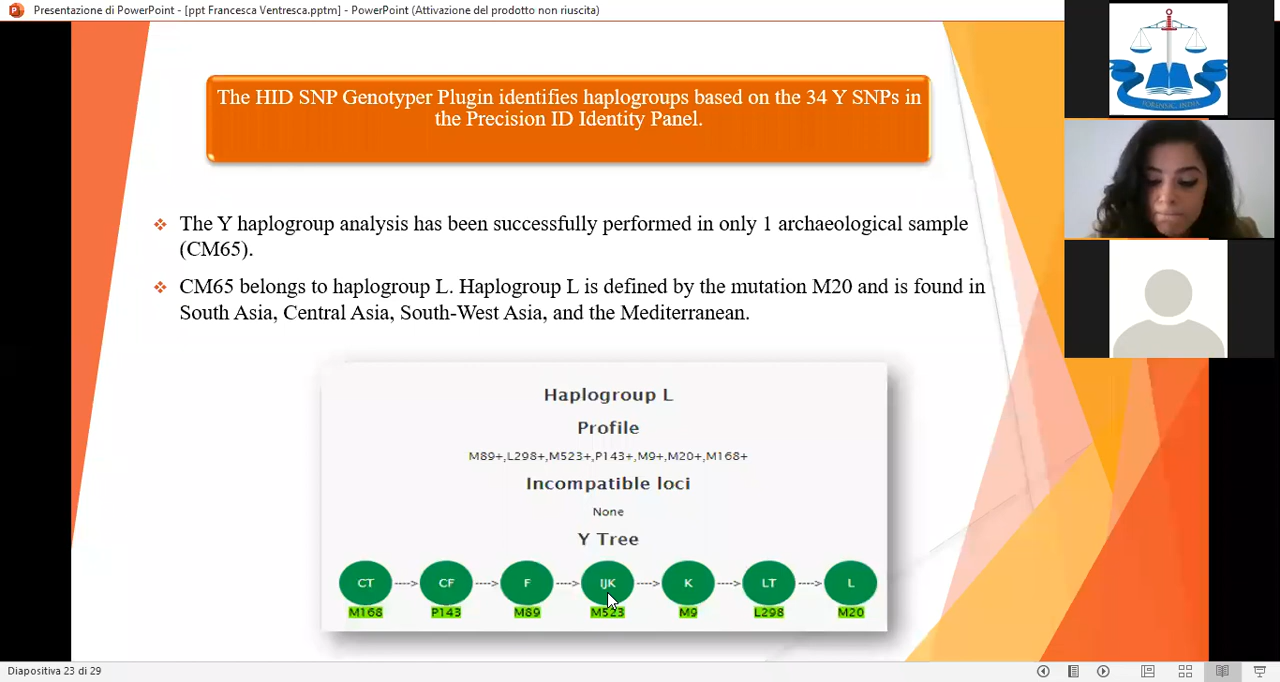 Presentazione di PowerPoint - [ppt Francesca Ventresca.pptm] - PowerPoint (Attivazione del prodotto non riuscita)
The HID SNP Genotyper Plugin identifies haplogroups based on the 34 Y SNPs in
the Precision ID Identity Panel.
❖ The Y haplogroup analysis has been successfully performed in only 1 archaeological sample
(CM65).
❖ CM65 belongs to haplogroup L. Haplogroup L is defined by the mutation M20 and is found in
South Asia, Central Asia, South-West Asia, and the Mediterranean.
Haplogroup L
Profile
M89+,L298+,M523+,P143+,M9+,M20+,M168+
Incompatible loci
None
Y Tree
CT ----> CF ----> F ----> IJK ----> K ----> LT ----> L
M168 P143 M89 M523 M9 L298 M20
Diapositiva 23 di 29